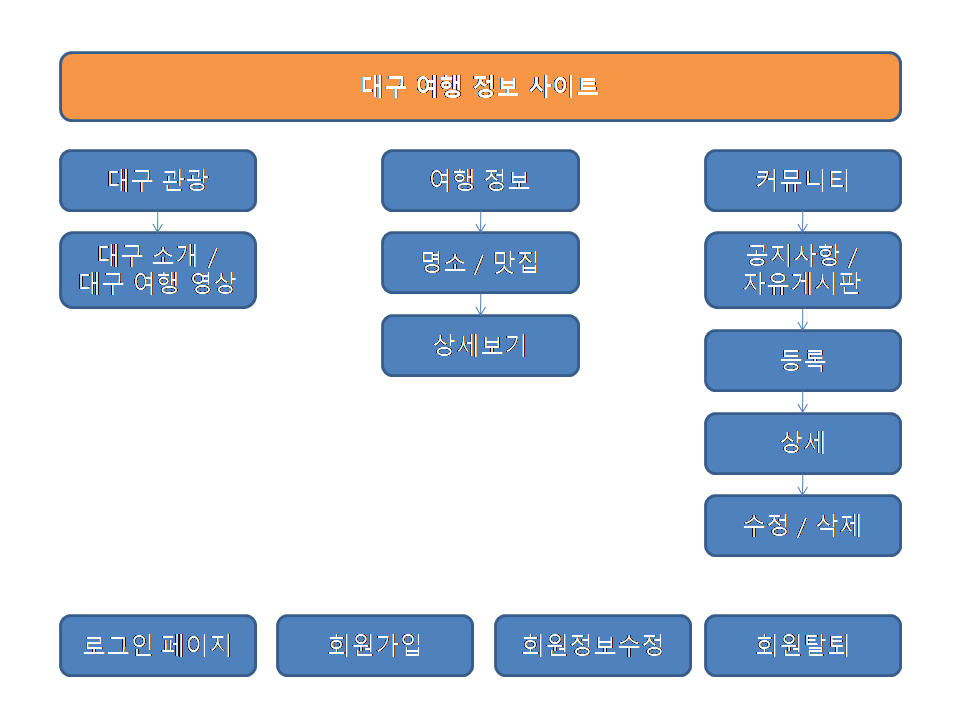 대구 여행 정보 사이트
대구 관광
여행 정보
커뮤니티
대구 소개 /
대구 여행 영상
명소 / 맛집
공지사항 /
자유게시판
상세보기
등록
상세
수정 / 삭제
로그인 페이지
회원가입
회원정보수정
회원탈퇴